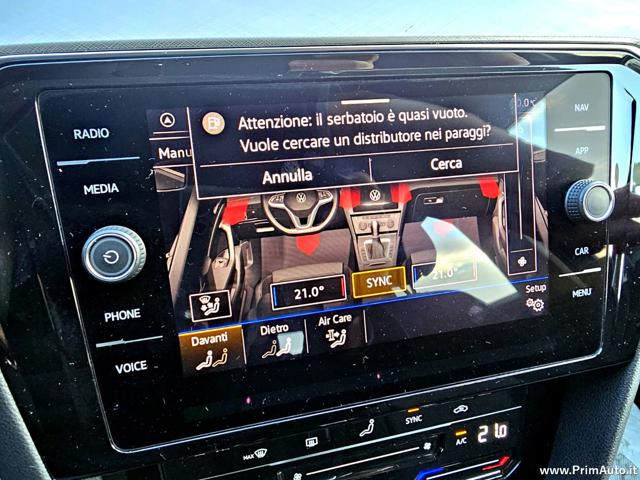 RADIO
MEDIA
PHONE
VOICE
Attenzione: il serbatoio è quasi vuoto.
Vuole cercare un distributore nei paraggi?
Annulla
Cerca
Manu
21.0°
SYNC
21.0°
Setup
Davanti
Dietro
Air Care
NAV
APP
CAR
MENU
MAX
SYNC
A/C
21.0
www.PrimAuto.it